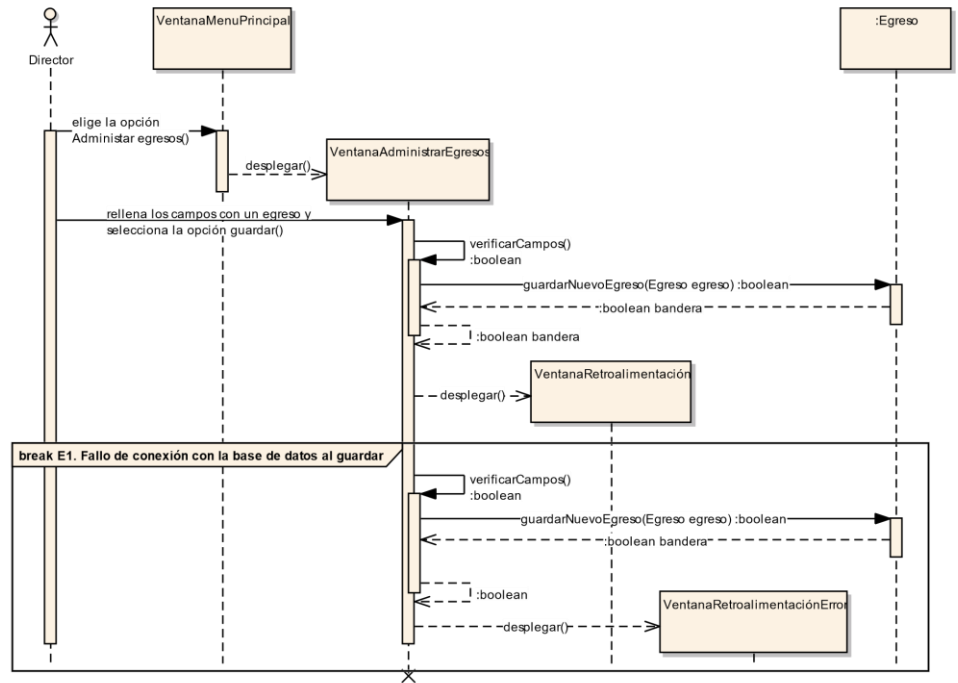 VentanaMenuPrincipal
:Egreso
Director
elige la opción
Administar egresos()
VentanaAdministrarEgresos
desplegar()
rellena los campos con un egreso y
selecciona la opción guardar()
verificarCampos()
:boolean
guardarNuevoEgreso(Egreso egreso) :boolean
:boolean bandera
:boolean bandera
VentanaRetroalimentación
desplegar()
break E1. Fallo de conexión con la base de datos al guardar
verificarCampos()
:boolean
guardarNuevoEgreso(Egreso egreso) :boolean
:boolean bandera
:boolean
VentanaRetroalimentaciónError
desplegar()